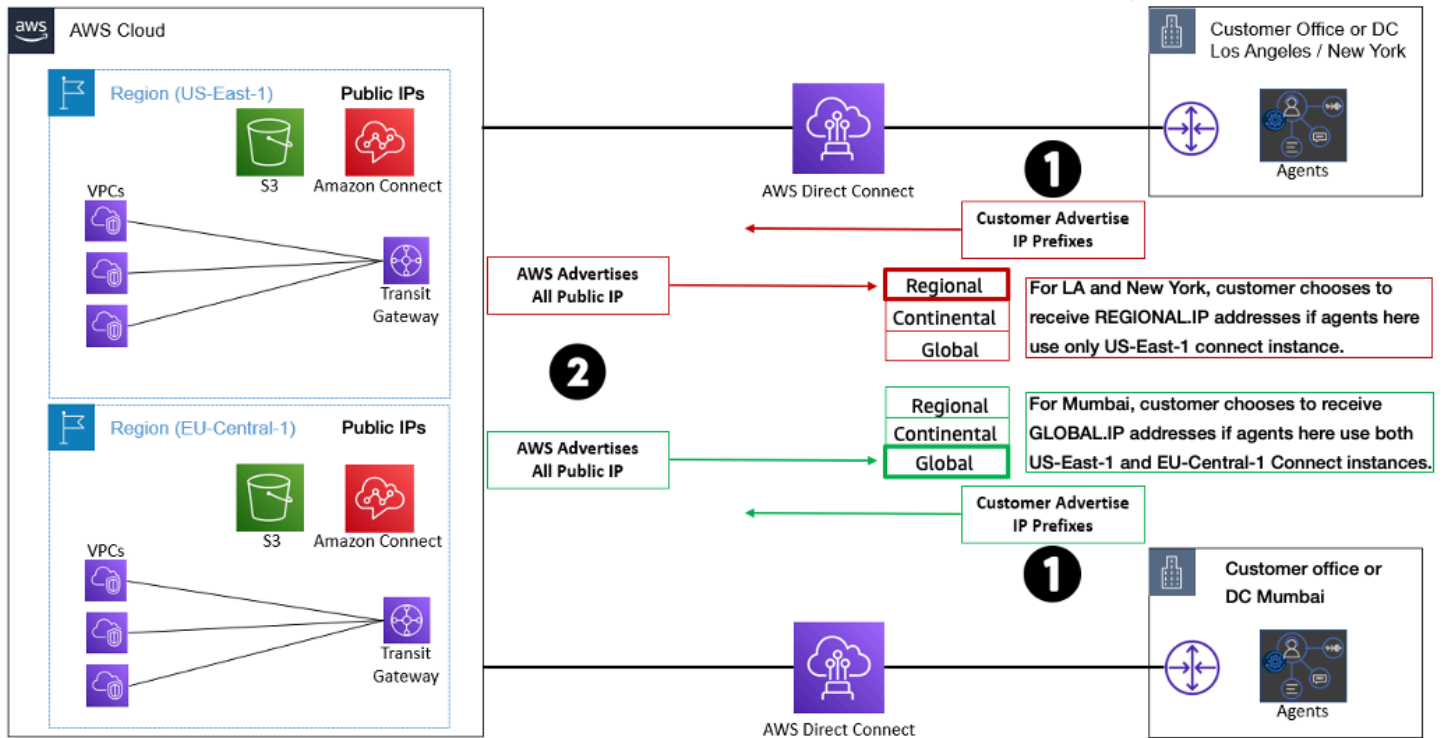 aws
AWS Cloud
Region (US-East-1)
Public IPs
S3
Amazon Connect
VPCs
Transit
Gateway
AWS Direct Connect
Customer Office or DC
Los Angeles / New York
Agents
1
Customer Advertise
IP Prefixes
AWS Advertises
All Public IP
Regional
Continental
Global
For LA and New York, customer chooses to
receive REGIONAL.IP addresses if agents here
use only US-East-1 connect instance.
2
Region (EU-Central-1)
Public IPs
S3
Amazon Connect
VPCs
Transit
Gateway
AWS Advertises
All Public IP
Regional
Continental
Global
For Mumbai, customer chooses to receive
GLOBAL.IP addresses if agents here use both
US-East-1 and EU-Central-1 Connect instances.
Customer Advertise
IP Prefixes
1
AWS Direct Connect
Customer office or
DC Mumbai
Agents